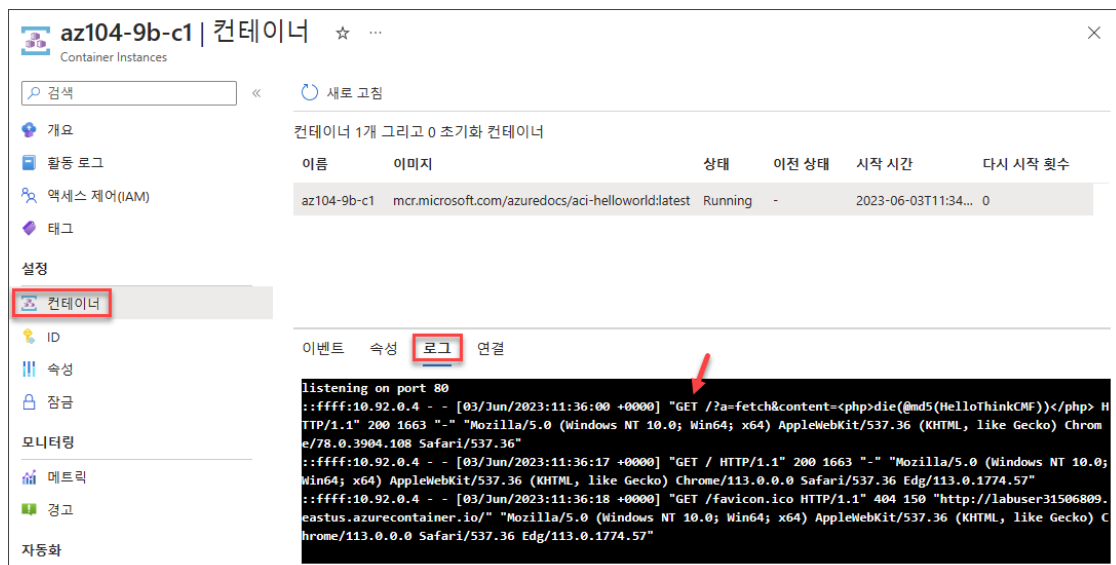 az104-9b-c1 | 컨테이너 ☆ ...
Container Instances
검색
«
새로 고침
개요
컨테이너 1개 그리고 0 초기화 컨테이너
활동 로그
이름 이미지 상태 이전 상태 시작 시간 다시 시작 횟수
액세스 제어(IAM)
az104-9b-c1 mcr.microsoft.com/azuredocs/aci-helloworld:latest Running - 2023-06-03T11:34... 0
태그
설정
컨테이너
ID
이벤트 속성 로그 연결
속성
잠금
모니터링
메트릭
경고
자동화
listening on port 80
::ffff:10.92.0.4 - - [03/Jun/2023:11:36:00 +0000] "GET /?a=fetch&content=<php>die(@md5(HelloThinkCMF))</php> H
TTP/1.1" 200 1663 "-" "Mozilla/5.0 (Windows NT 10.0; Win64; x64) AppleWebKit/537.36 (KHTML, like Gecko) Chrom
e/78.0.3904.108 Safari/537.36"
::ffff:10.92.0.4 - - [03/Jun/2023:11:36:17 +0000] "GET / HTTP/1.1" 200 1663 "-" "Mozilla/5.0 (Windows NT 10.0;
Win64; x64) AppleWebKit/537.36 (KHTML, like Gecko) Chrome/113.0.0.0 Safari/537.36 Edg/113.0.1774.57"
::ffff:10.92.0.4 - - [03/Jun/2023:11:36:18 +0000] "GET /favicon.ico HTTP/1.1" 404 150 "http://labuser31506809.
eastus.azurecontainer.io/" "Mozilla/5.0 (Windows NT 10.0; Win64; x64) AppleWebKit/537.36 (KHTML, like Gecko) C
hrome/113.0.0.0 Safari/537.36 Edg/113.0.1774.57"